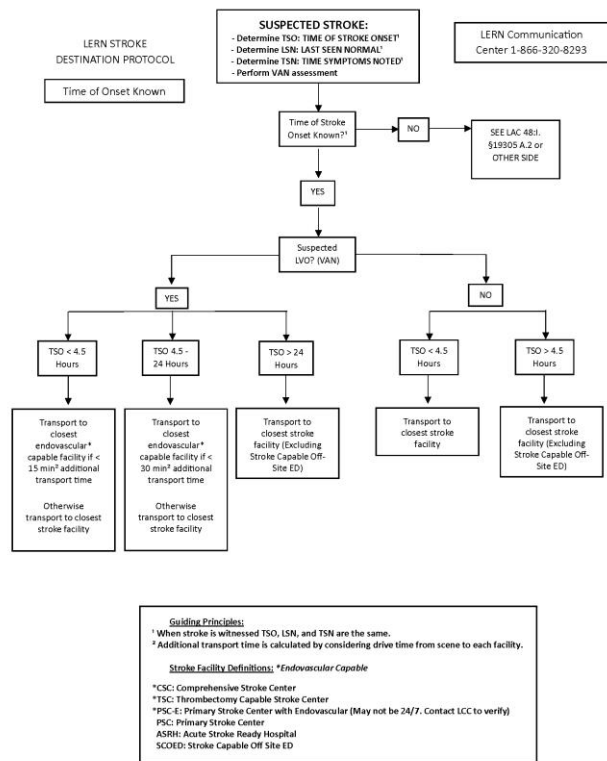 LERN STROKE
DESTINATION PROTOCOL
Time of Onset Known
SUSPECTED STROKE:
- Determine TSO: TIME OF STROKE ONSET¹
- Determine LSN: LAST SEEN NORMAL¹
- Determine TSN: TIME SYMPTOMS NOTED¹
- Perform VAN assessment
LERN Communication
Center 1-866-320-8293
Time of Stroke
Onset Known?¹
NO
SEE LAC 48:I.
§19305 A.2 or
OTHER SIDE
YES
Suspected
LVO? (VAN)
YES
NO
TSO < 4.5
Hours
TSO 4.5 -
24 Hours
TSO > 24
Hours
TSO < 4.5
Hours
TSO > 4.5
Hours
Transport to
closest
endovascular*
capable facility if <
15 min² additional
transport time
Otherwise
transport to closest
stroke facility
Transport to
closest
endovascular*
capable facility if <
30 min² additional
transport time
Otherwise
transport to closest
stroke facility
Transport to
closest stroke
facility (Excluding
Stroke Capable Off-
Site ED)
Transport to
closest stroke
facility
Transport to
closest stroke
facility (Excluding
Stroke Capable Off-
Site ED)
Guiding Principles:
¹ When stroke is witnessed TSO, LSN, and TSN are the same.
² Additional transport time is calculated by considering drive time from scene to each facility.
Stroke Facility Definitions: *Endovascular Capable
*CSC: Comprehensive Stroke Center
*TSC: Thrombectomy Capable Stroke Center
*PSC-E: Primary Stroke Center with Endovascular (May not be 24/7. Contact LCC to verify)
PSC: Primary Stroke Center
ASRH: Acute Stroke Ready Hospital
SCOED: Stroke Capable Off Site ED